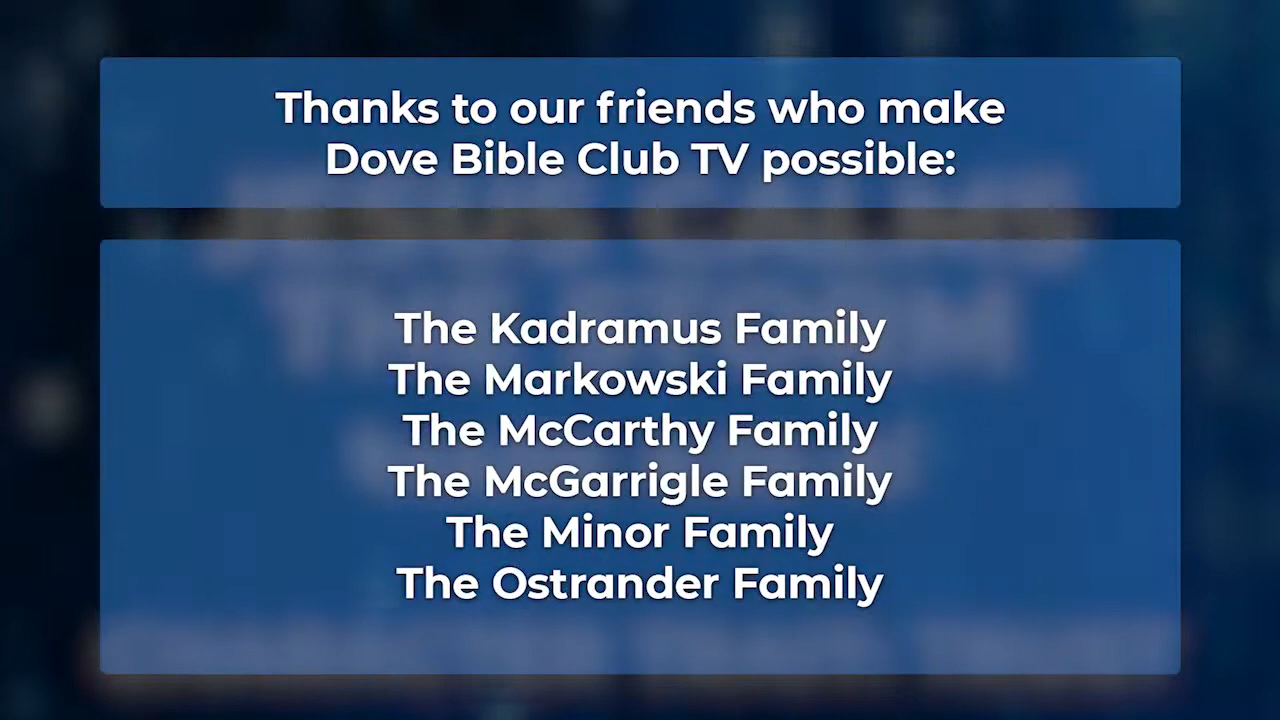 Thanks to our friends who make
Dove Bible Club TV possible:
The Kadramus Family
The Markowski Family
The McCarthy Family
The McGarrigle Family
The Minor Family
The Ostrander Family